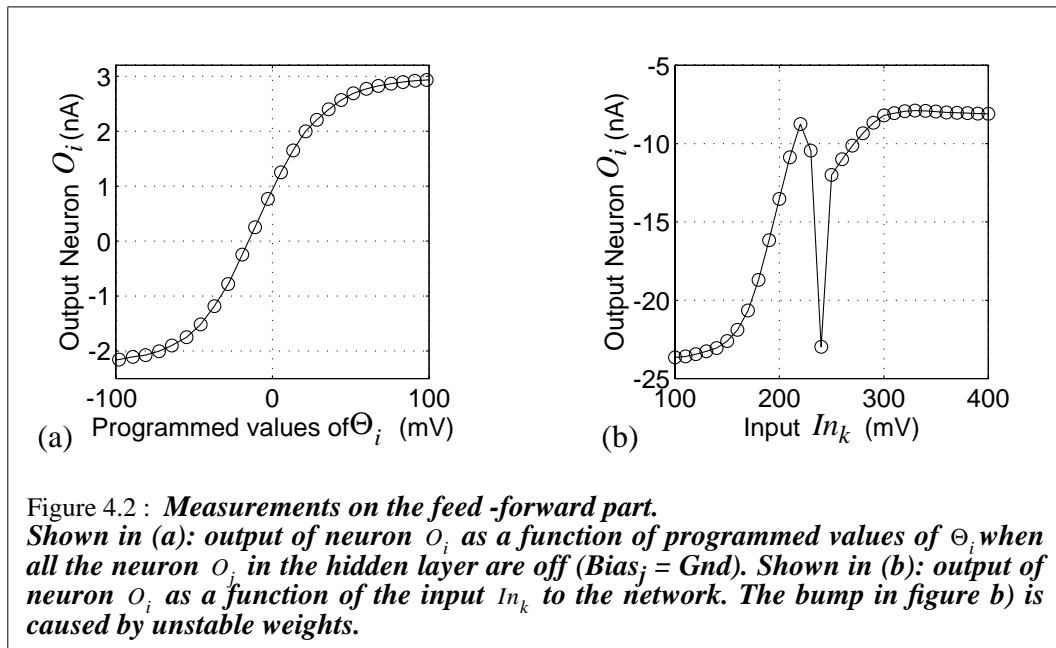 3
2
1
0
-1
-2
-100
0
100
Output Neuron O_i (nA)
(a)
Programmed values of Θ_i (mV)
-5
-10
-15
-20
-25
100
200
300
400
Output Neuron O_i (nA)
(b)
Input In_k (mV)
Figure 4.2 : Measurements on the feed -forward part.
Shown in (a): output of neuron O_i as a function of programmed values of Θ_i when
all the neuron O_j in the hidden layer are off (Bias_j = Gnd). Shown in (b): output of
neuron O_i as a function of the input In_k to the network. The bump in figure b) is
caused by unstable weights.